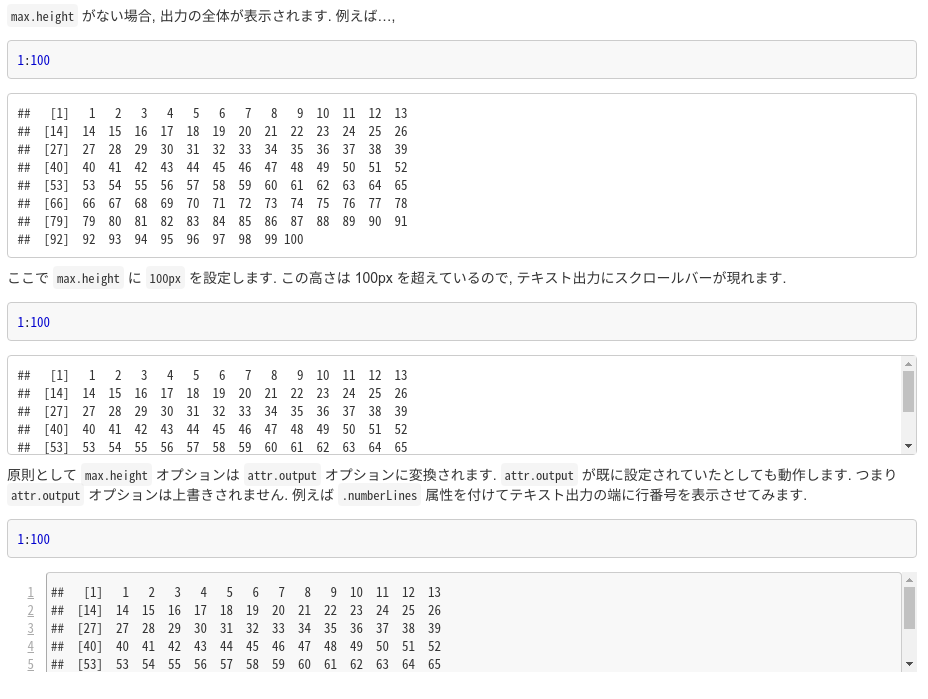 max.height がない場合, 出力の全体が表示されます. 例えば…,
1:100
##   [1]   1   2   3   4   5   6   7   8   9  10  11  12  13
##  [14]  14  15  16  17  18  19  20  21  22  23  24  25  26
##  [27]  27  28  29  30  31  32  33  34  35  36  37  38  39
##  [40]  40  41  42  43  44  45  46  47  48  49  50  51  52
##  [53]  53  54  55  56  57  58  59  60  61  62  63  64  65
##  [66]  66  67  68  69  70  71  72  73  74  75  76  77  78
##  [79]  79  80  81  82  83  84  85  86  87  88  89  90  91
##  [92]  92  93  94  95  96  97  98  99 100
ここで max.height に 100px を設定します. この高さは 100px を超えているので, テキスト出力にスクロールバーが現れます.
1:100
##   [1]   1   2   3   4   5   6   7   8   9  10  11  12  13
##  [14]  14  15  16  17  18  19  20  21  22  23  24  25  26
##  [27]  27  28  29  30  31  32  33  34  35  36  37  38  39
##  [40]  40  41  42  43  44  45  46  47  48  49  50  51  52
##  [53]  53  54  55  56  57  58  59  60  61  62  63  64  65
原則として max.height オプションは attr.output オプションに変換されます. attr.output が既に設定されていたとしても動作します. つまり
attr.output オプションは上書きされません. 例えば .numberLines 属性を付けてテキスト出力の端に行番号を表示させてみます.
1:100
1 ##   [1]   1   2   3   4   5   6   7   8   9  10  11  12  13
2 ##  [14]  14  15  16  17  18  19  20  21  22  23  24  25  26
3 ##  [27]  27  28  29  30  31  32  33  34  35  36  37  38  39
4 ##  [40]  40  41  42  43  44  45  46  47  48  49  50  51  52
5 ##  [53]  53  54  55  56  57  58  59  60  61  62  63  64  65